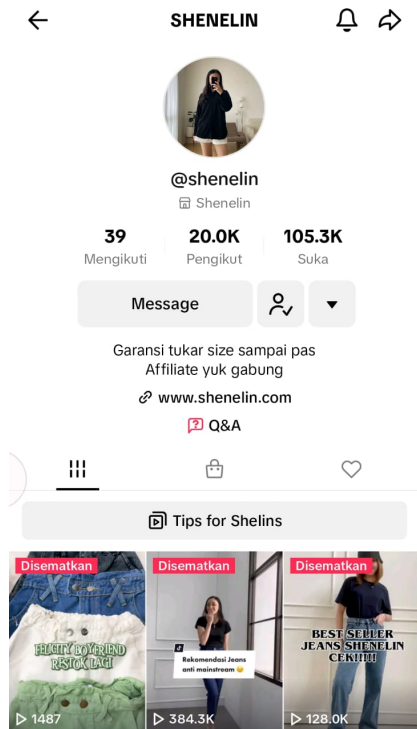 SHENELIN
@shenelin
Shenelin
39
Mengikuti
20.0K
Pengikut
105.3K
Suka
Message
Garansi tukar size sampai pas
Affiliate yuk gabung
www.shenelin.com
Q&A
Tips for Shelins
Disematkan
FELICITY BOYFRIEND
RESTOK LAGI
1487
Disematkan
Rekomendasi Jeans
anti mainstream 😌
384.3K
Disematkan
BEST SELLER
JEANS SHENELIN
CEK!!!!!
128.0K